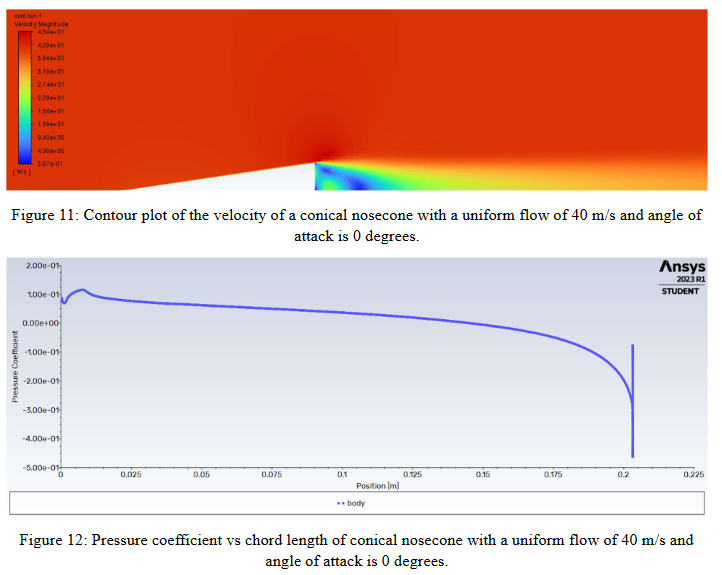 contour-1
Velocity Magnitude
4.54e+01
4.09e+01
3.64e+01
3.19e+01
2.74e+01
2.29e+01
1.84e+01
1.39e+01
9.40e+00
4.90e+00
3.97e-01
[ m/s ]
Figure 11: Contour plot of the velocity of a conical nosecone with a uniform flow of 40 m/s and angle of
attack is 0 degrees.
Ansys
2023 R1
STUDENT
2.00e-01
1.00e-01
0.00e+00
-1.00e-01
-2.00e-01
-3.00e-01
-4.00e-01
-5.00e-01
Pressure Coefficient
0 0.025 0.05 0.075 0.1 0.125 0.15 0.175 0.2 0.225
Position [m]
body
Figure 12: Pressure coefficient vs chord length of conical nosecone with a uniform flow of 40 m/s and
angle of attack is 0 degrees.